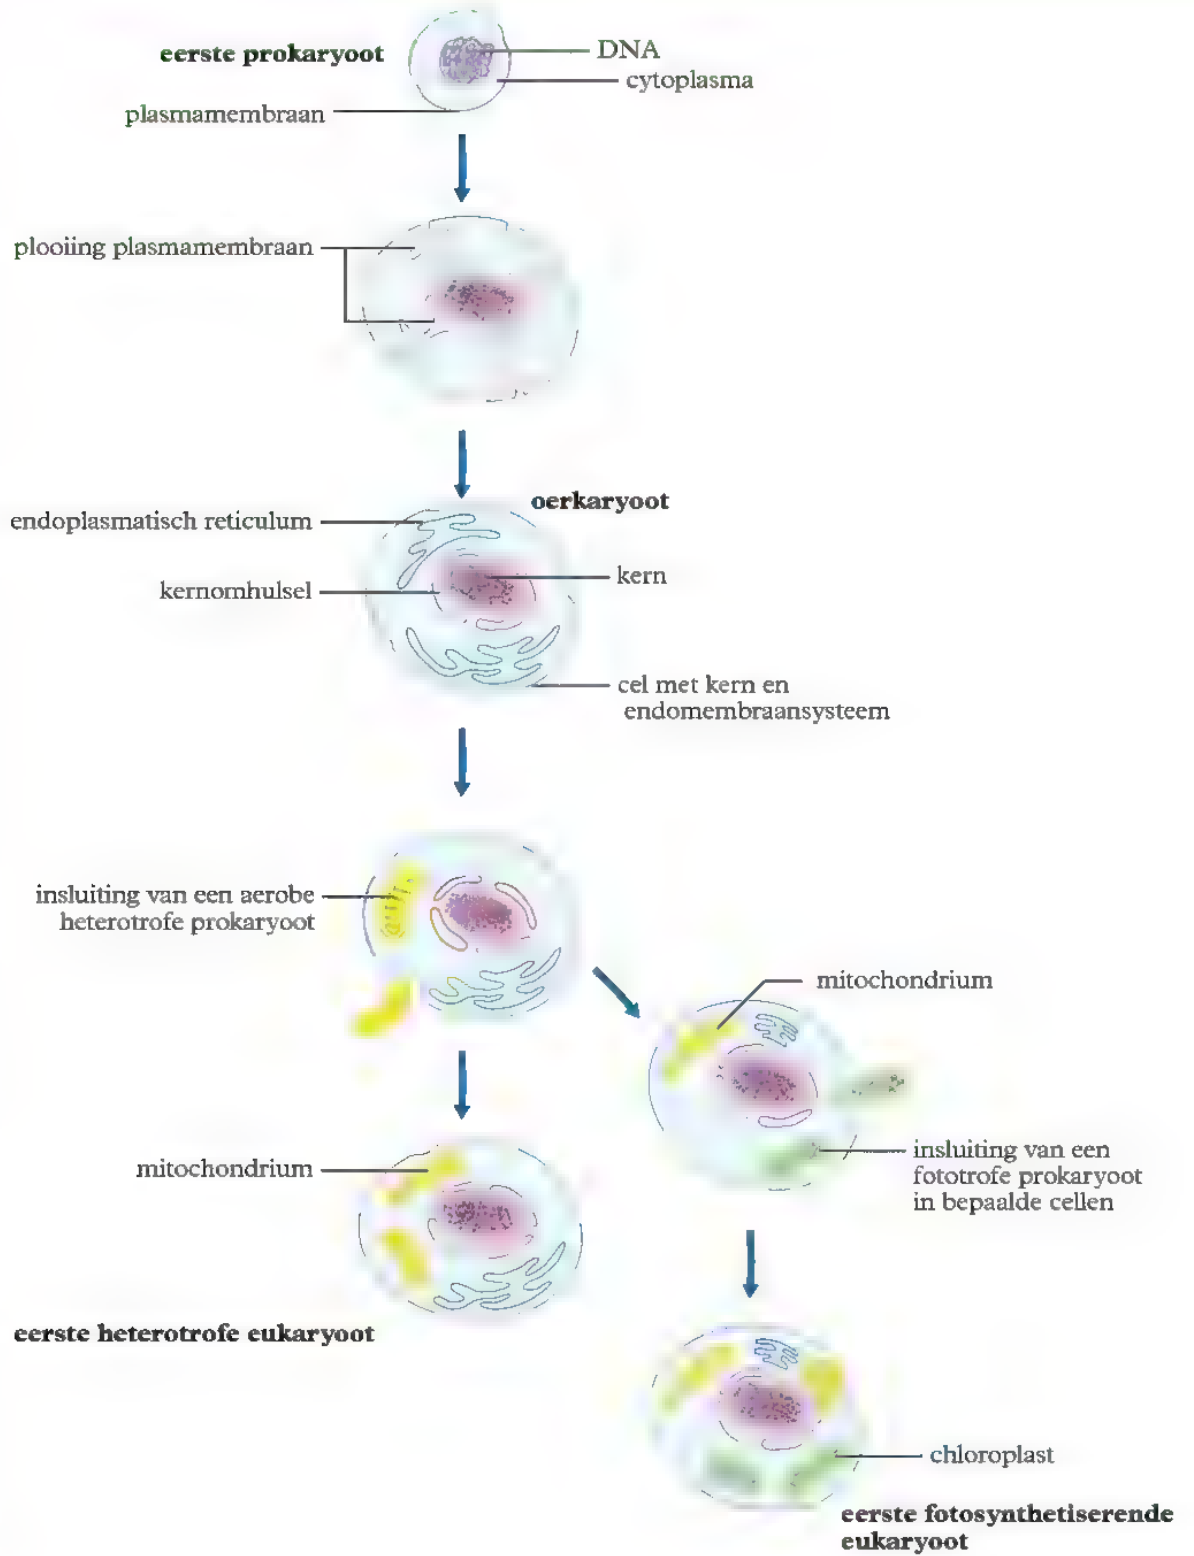 eerste prokaryoot
DNA
cytoplasma
plasmamembraan
plooiing plasmamembraan
oerkaryoot
endoplasmatisch reticulum
kern
kernomhulsel
cel met kern en
endomembraansysteem
insluiting van een aerobe
heterotrofe prokaryoot
mitochondrium
insluiting van een
fototrofe prokaryoot
in bepaalde cellen
mitochondrium
eerste heterotrofe eukaryoot
chloroplast
eerste fotosynthetiserende
eukaryoot